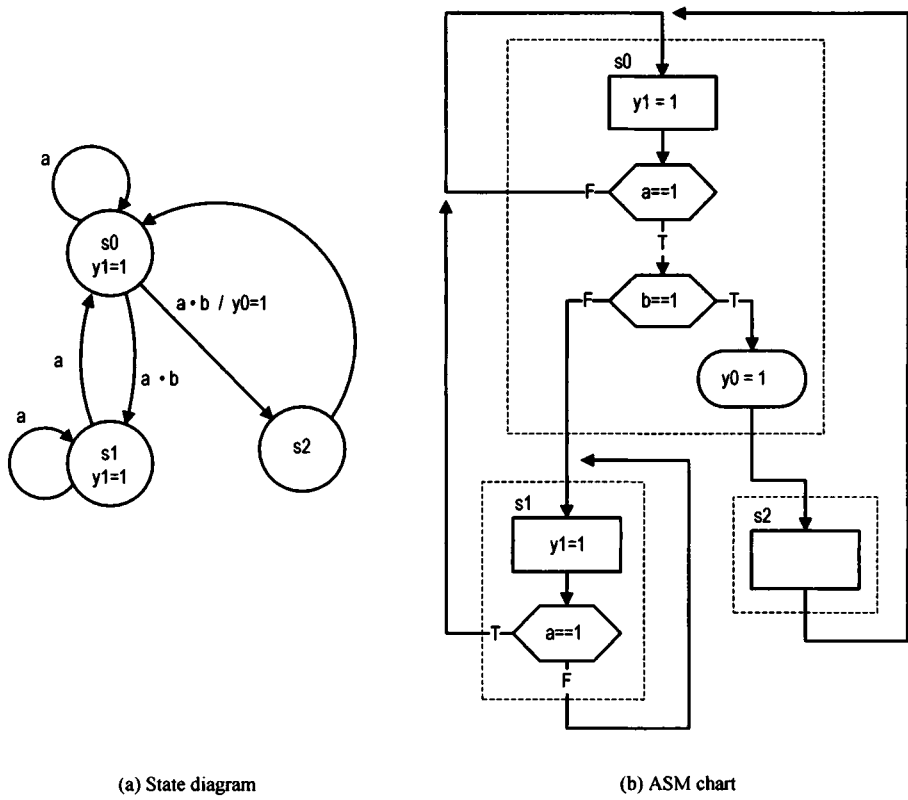 a
s0
y1=1
a • b / y0=1
a
a • b
a
s1
y1=1
s2
(a) State diagram
s0
y1 = 1
F
a==1
T
F
b==1
T
y0 = 1
s1
y1=1
T
a==1
F
s2
(b) ASM chart